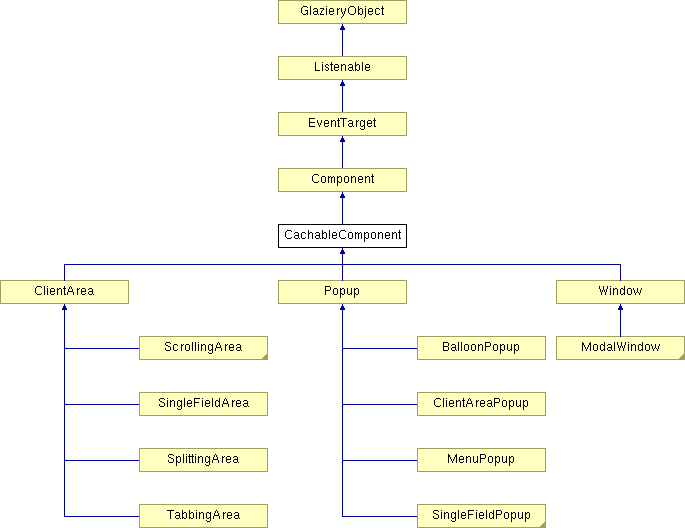 GlazieryObject
Listenable
EventTarget
Component
CachableComponent
ClientArea
Popup
Window
ScrollingArea
BalloonPopup
ModalWindow
SingleFieldArea
ClientAreaPopup
SplittingArea
MenuPopup
TabbingArea
SingleFieldPopup